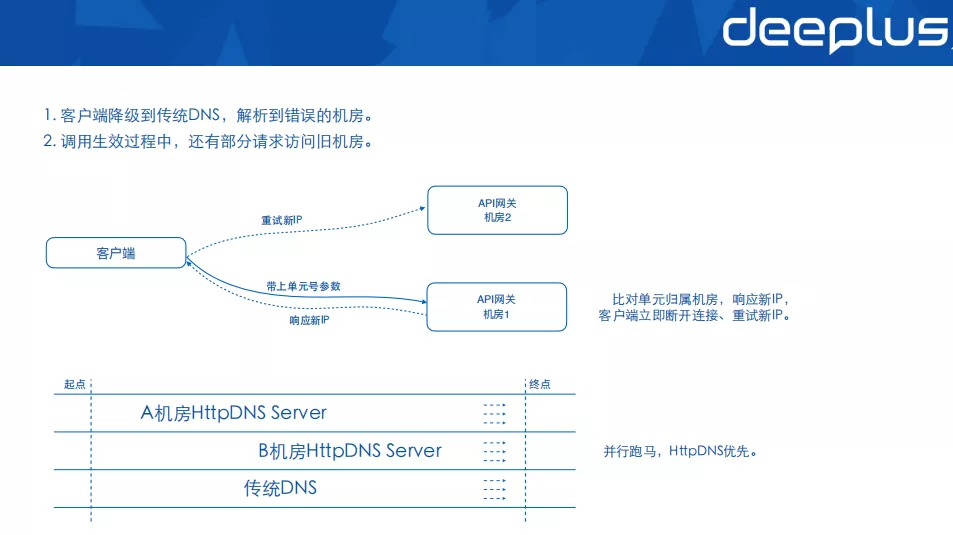 deeplus
1. 客户端降级到传统DNS，解析到错误的机房。
2. 调用生效过程中，还有部分请求访问旧机房。
API网关
机房2
重试新IP
客户端
带上单元号参数
API网关
机房1
响应新IP
比对单元归属机房，响应新IP，
客户端立即断开连接、重试新IP。
起点
终点
A机房HttpDNS Server
B机房HttpDNS Server
并行跑马，HttpDNS优先。
传统DNS